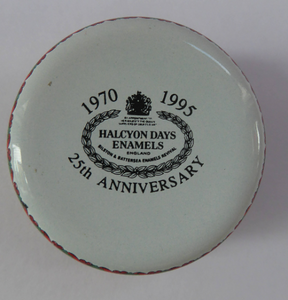 1970 1995
HALCYON DAYS
ENAMELS
ENGLAND
BILSTON & BATTERSEA ENAMELS REVIVAL
25th ANNIVERSARY